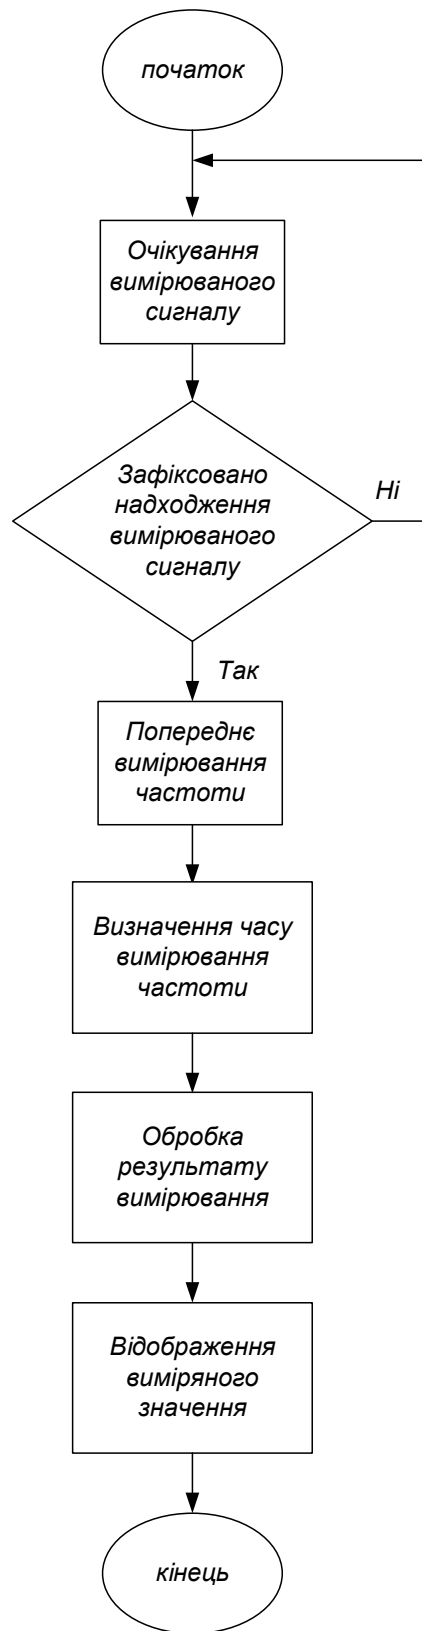 початок
Очікування
вимірюваного
сигналу
Зафіксовано
надходження
вимірюваного
сигналу
Ні
Так
Попереднє
вимірювання
частоти
Визначення часу
вимірювання
частоти
Обробка
результату
вимірювання
Відображення
виміряного
значення
кінець